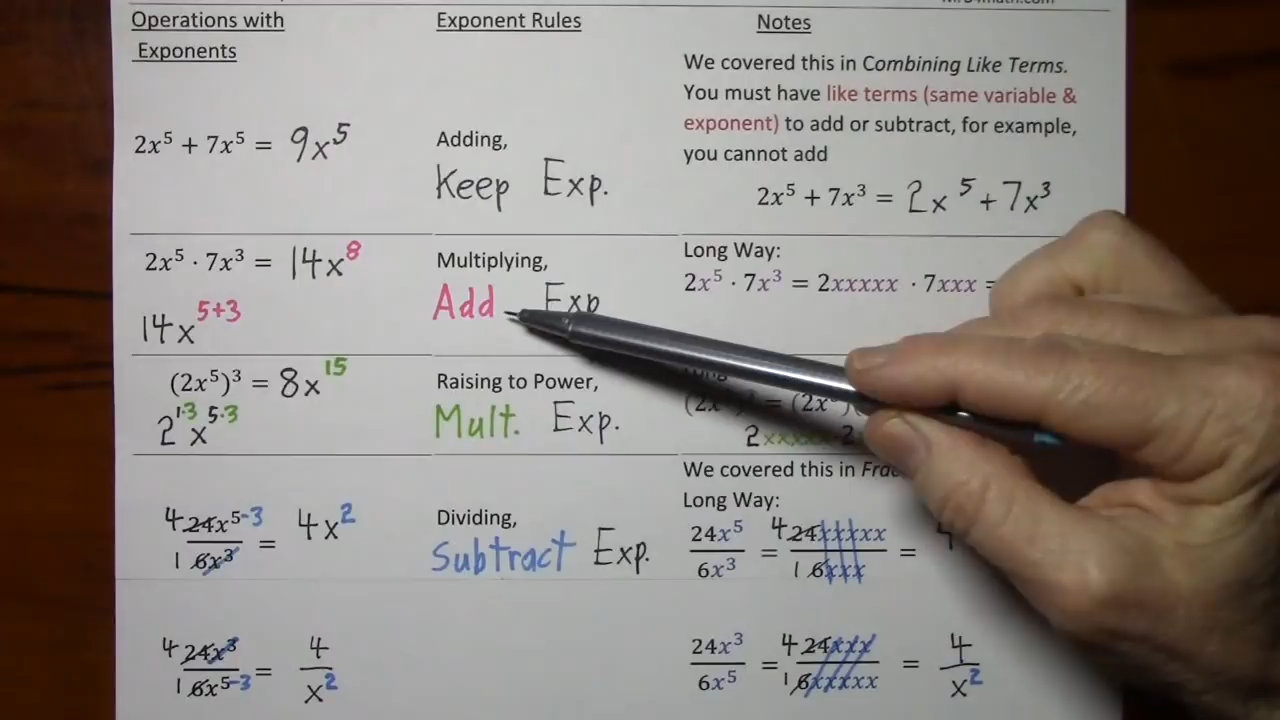 Operations with
Exponents
Exponent Rules
Notes
2x⁵ + 7x⁵ = 9x⁵
Adding,
Keep Exp.
We covered this in Combining Like Terms.
You must have like terms (same variable &
exponent) to add or subtract, for example,
you cannot add
2x⁵ + 7x³ = 2x⁵ + 7x³
2x⁵ · 7x³ = 14x⁸
14x⁵⁺³
Multiplying,
Add Exp
Long Way:
2x⁵ · 7x³ = 2xxxxx · 7xxx =
(2x⁵)³ = 8x¹⁵
2¹·³x⁵·³
Raising to Power,
Mult. Exp.
24x⁵⁻³ / 6x³ = 4x²
4 1
Dividing,
Subtract Exp.
We covered this in
Long Way:
24x⁵ / 6x³ = 4 24xxxxx / 1 6xxx = 4
4 24x³ / 1 6x⁵⁻³ = 4 / x²
24x³ / 6x⁵ = 4 24xxx / 1 6xxxxx = 4 / x²